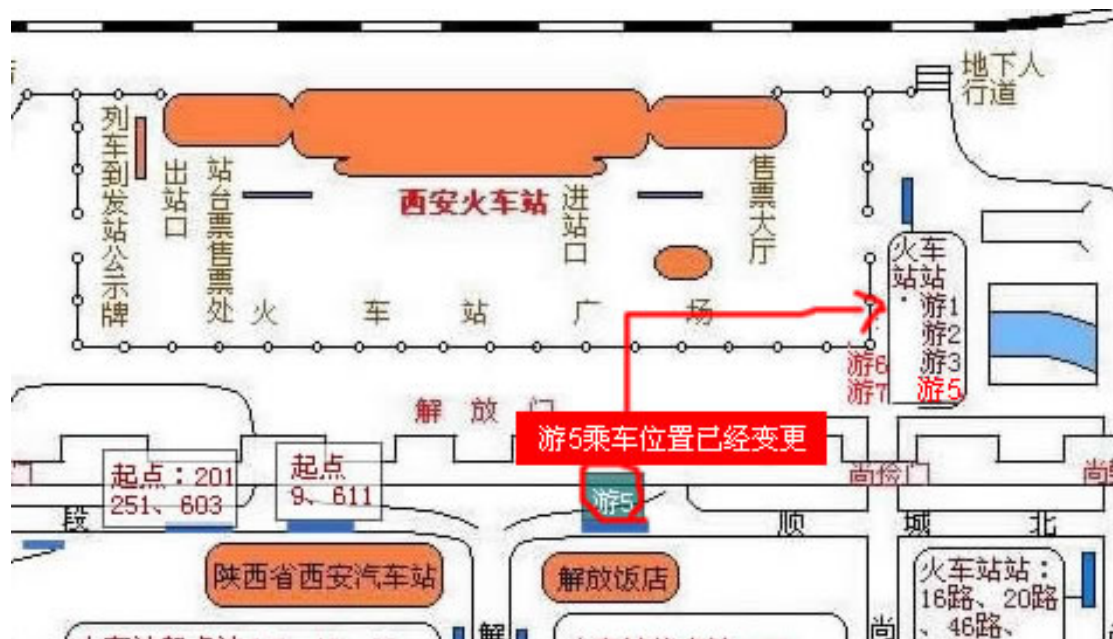 地下人
行道
列车到发站公示牌
出站口
站台票售票处
西安火车站
进站口
售票大厅
火车站广场
火车
站站
游1
游2
游3
游5
游6
游7
解放门
游5乘车位置已经变更
起点：201
251、603
起点
9、611
游5
尚俭门
尚
段
顺城北
陕西省西安汽车站
解放饭店
火车站站：
16路、20路
、46路、
解
尚